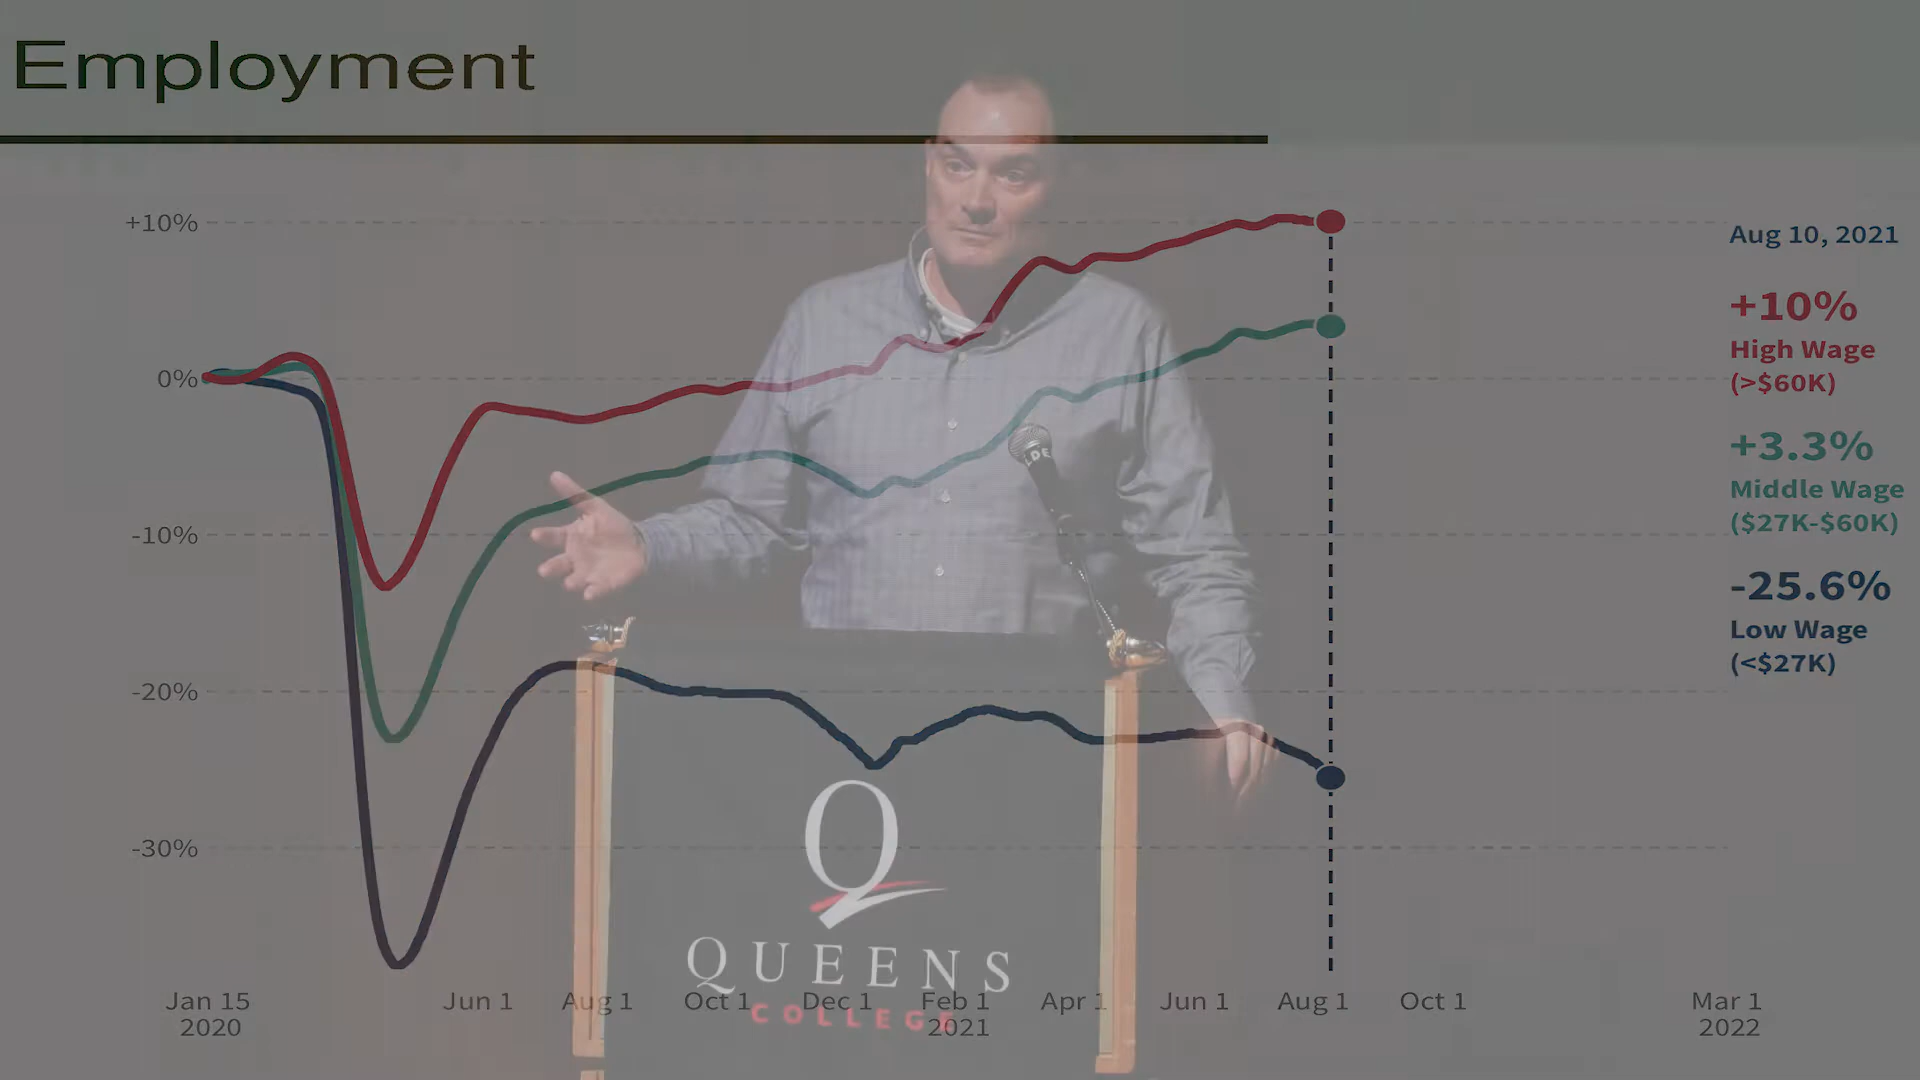 Employment
+10%
0%
-10%
-20%
-30%
Aug 10, 2021
+10%
High Wage
(>$60K)
+3.3%
Middle Wage
($27K-$60K)
-25.6%
Low Wage
(<$27K)
LDE
Q
QUEENS
COLLEGE
Jan 15
2020
Jun 1
Aug 1
Oct 1
Dec 1
Feb 1
2021
Apr 1
Jun 1
Aug 1
Oct 1
Mar 1
2022